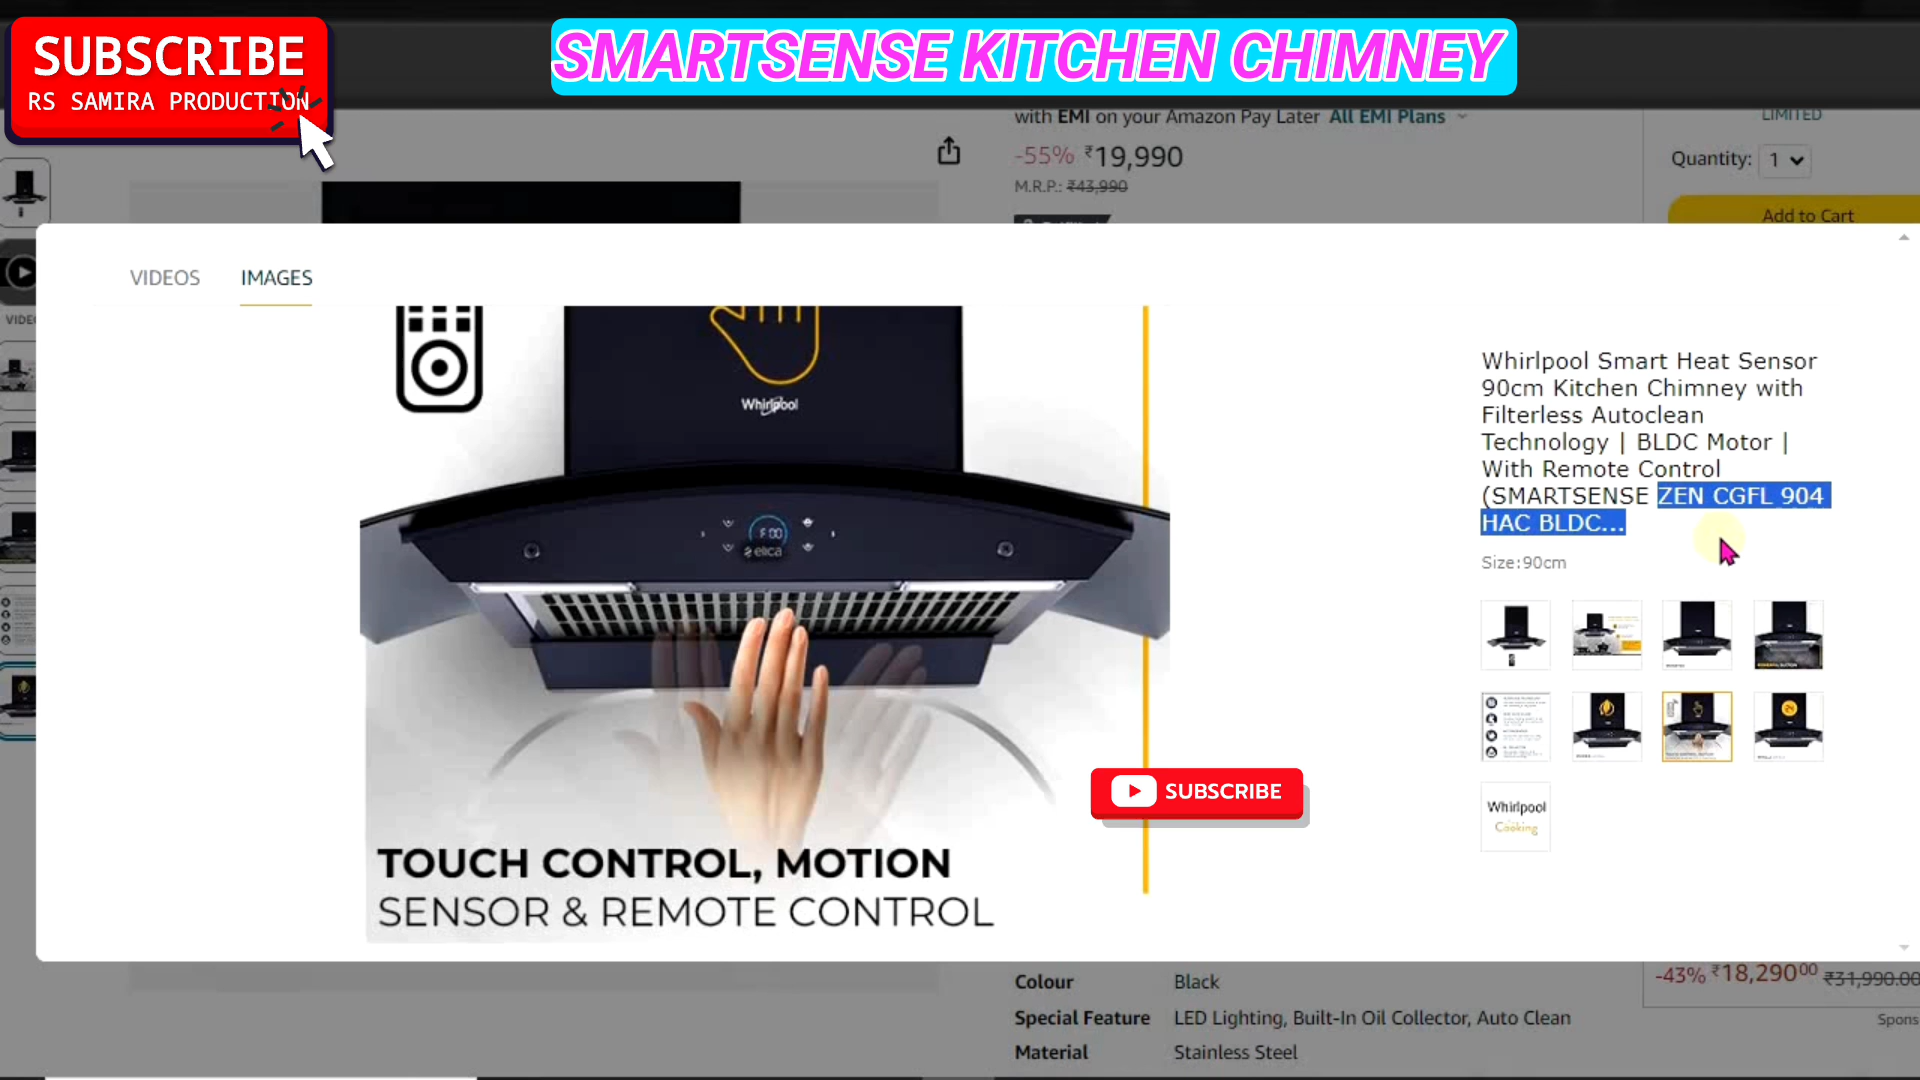 SUBSCRIBE
RS SAMIRA PRODUCTION
SMARTSENSE KITCHEN CHIMNEY
with EMI on your Amazon Pay Later All EMI Plans
-55% ₹19,990
M.R.P.: ₹43,990
LIMITED
Quantity: 1
Add to Cart
VIDEOS IMAGES
Whirlpool
F 00
elica
TOUCH CONTROL, MOTION
SENSOR & REMOTE CONTROL
SUBSCRIBE
Whirlpool Smart Heat Sensor
90cm Kitchen Chimney with
Filterless Autoclean
Technology | BLDC Motor |
With Remote Control
(SMARTSENSE ZEN CGFL 904
HAC BLDC...
Size:90cm
Whirlpool
Cooking
Colour Black
Special Feature LED Lighting, Built-In Oil Collector, Auto Clean
Material Stainless Steel
-43% ₹18,290.00 ₹31,990.00
Spons